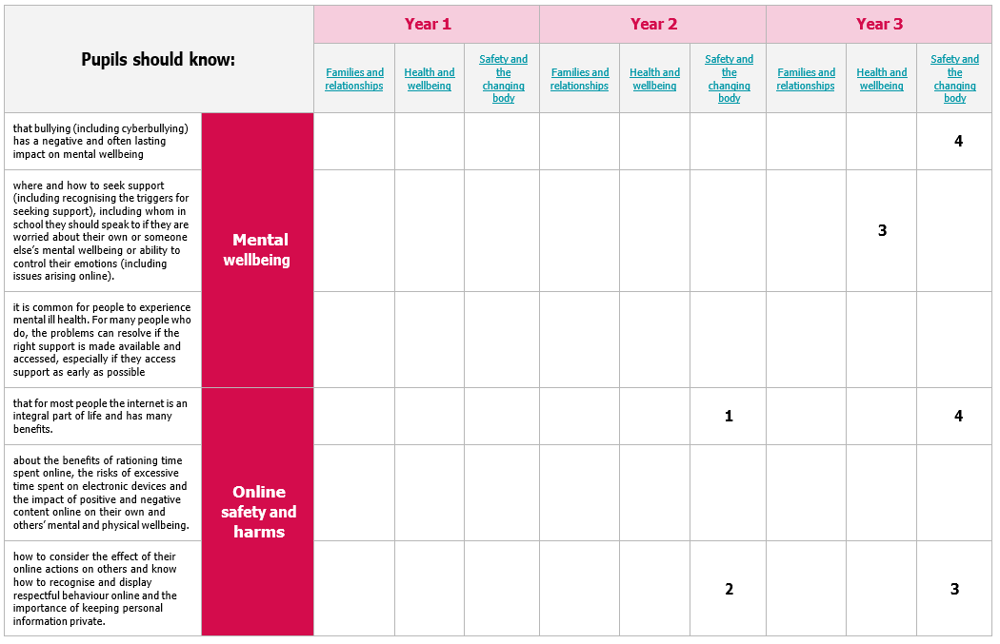 Pupils should know:
Year 1
Year 2
Year 3
Families and
relationships
Health and
wellbeing
Safety and
the
changing
body
Families and
relationships
Health and
wellbeing
Safety and
the
changing
body
Families and
relationships
Health and
wellbeing
Safety and
the
changing
body
that bullying (including cyberbullying)
has a negative and often lasting
impact on mental wellbeing
4
Mental
wellbeing
where and how to seek support
(including recognising the triggers for
seeking support), including whom in
school they should speak to if they are
worried about their own or someone
else’s mental wellbeing or ability to
control their emotions (including
issues arising online).
3
it is common for people to experience
mental ill health. For many people who
do, the problems can resolve if the
right support is made available and
accessed, especially if they access
support as early as possible
that for most people the internet is an
integral part of life and has many
benefits.
1
4
Online
safety and
harms
about the benefits of rationing time
spent online, the risks of excessive
time spent on electronic devices and
the impact of positive and negative
content online on their own and
others’ mental and physical wellbeing.
how to consider the effect of their
online actions on others and know
how to recognise and display
respectful behaviour online and the
importance of keeping personal
information private.
2
3